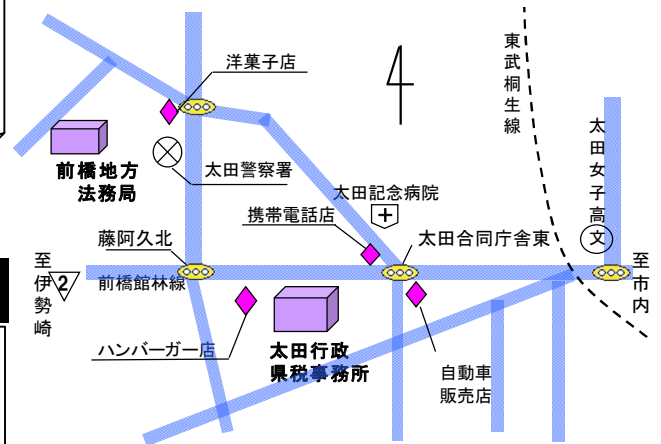 洋菓子店
東武桐生線
太田女子高
文
前橋地方
法務局
太田警察署
太田記念病院
携帯電話店
藤阿久北
太田合同庁舎東
至伊勢崎
2
前橋館林線
至市内
ハンバーガー店
太田行政
県税事務所
自動車
販売店